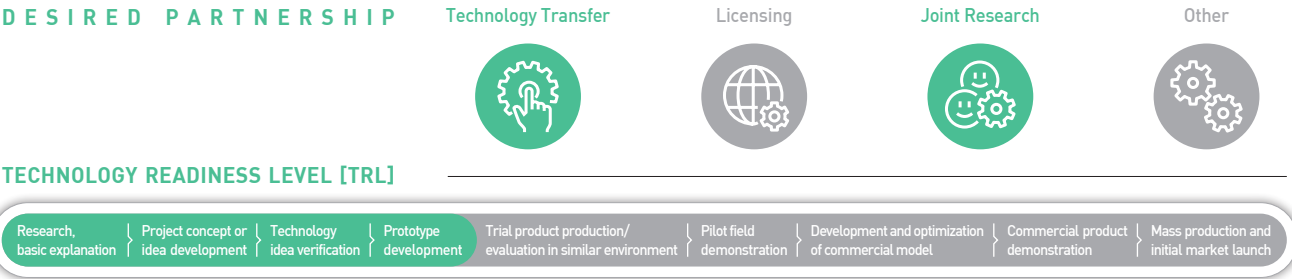 DESIRED PARTNERSHIP
Technology Transfer
Licensing
Joint Research
Other
TECHNOLOGY READINESS LEVEL [TRL]
Research,
basic explanation
Project concept or
idea development
Technology
idea verification
Prototype
development
Trial product production/
evaluation in similar environment
Pilot field
demonstration
Development and optimization
of commercial model
Commercial product
demonstration
Mass production and
initial market launch